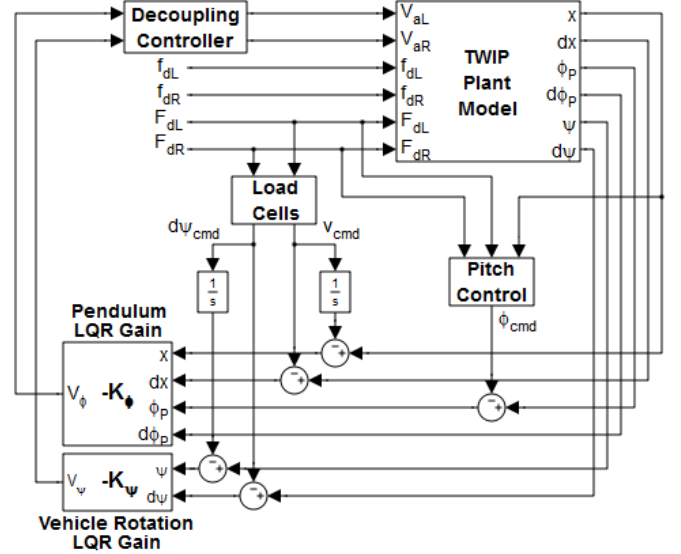 Decoupling
Controller
V_aL
V_aR
f_dL
f_dR
F_dL
F_dR
TWIP
Plant
Model
x
dx
ϕ_P
dϕ_P
ψ
dψ
f_dL
f_dR
F_dL
F_dR
Load
Cells
dψ_cmd
v_cmd
1/s
1/s
Pitch
Control
ϕ_cmd
Pendulum
LQR Gain
V_ϕ
-K_ϕ
x
dx
ϕ_P
dϕ_P
− +
− +
− +
V_ψ
-K_ψ
ψ
dψ
− +
− +
Vehicle Rotation
LQR Gain